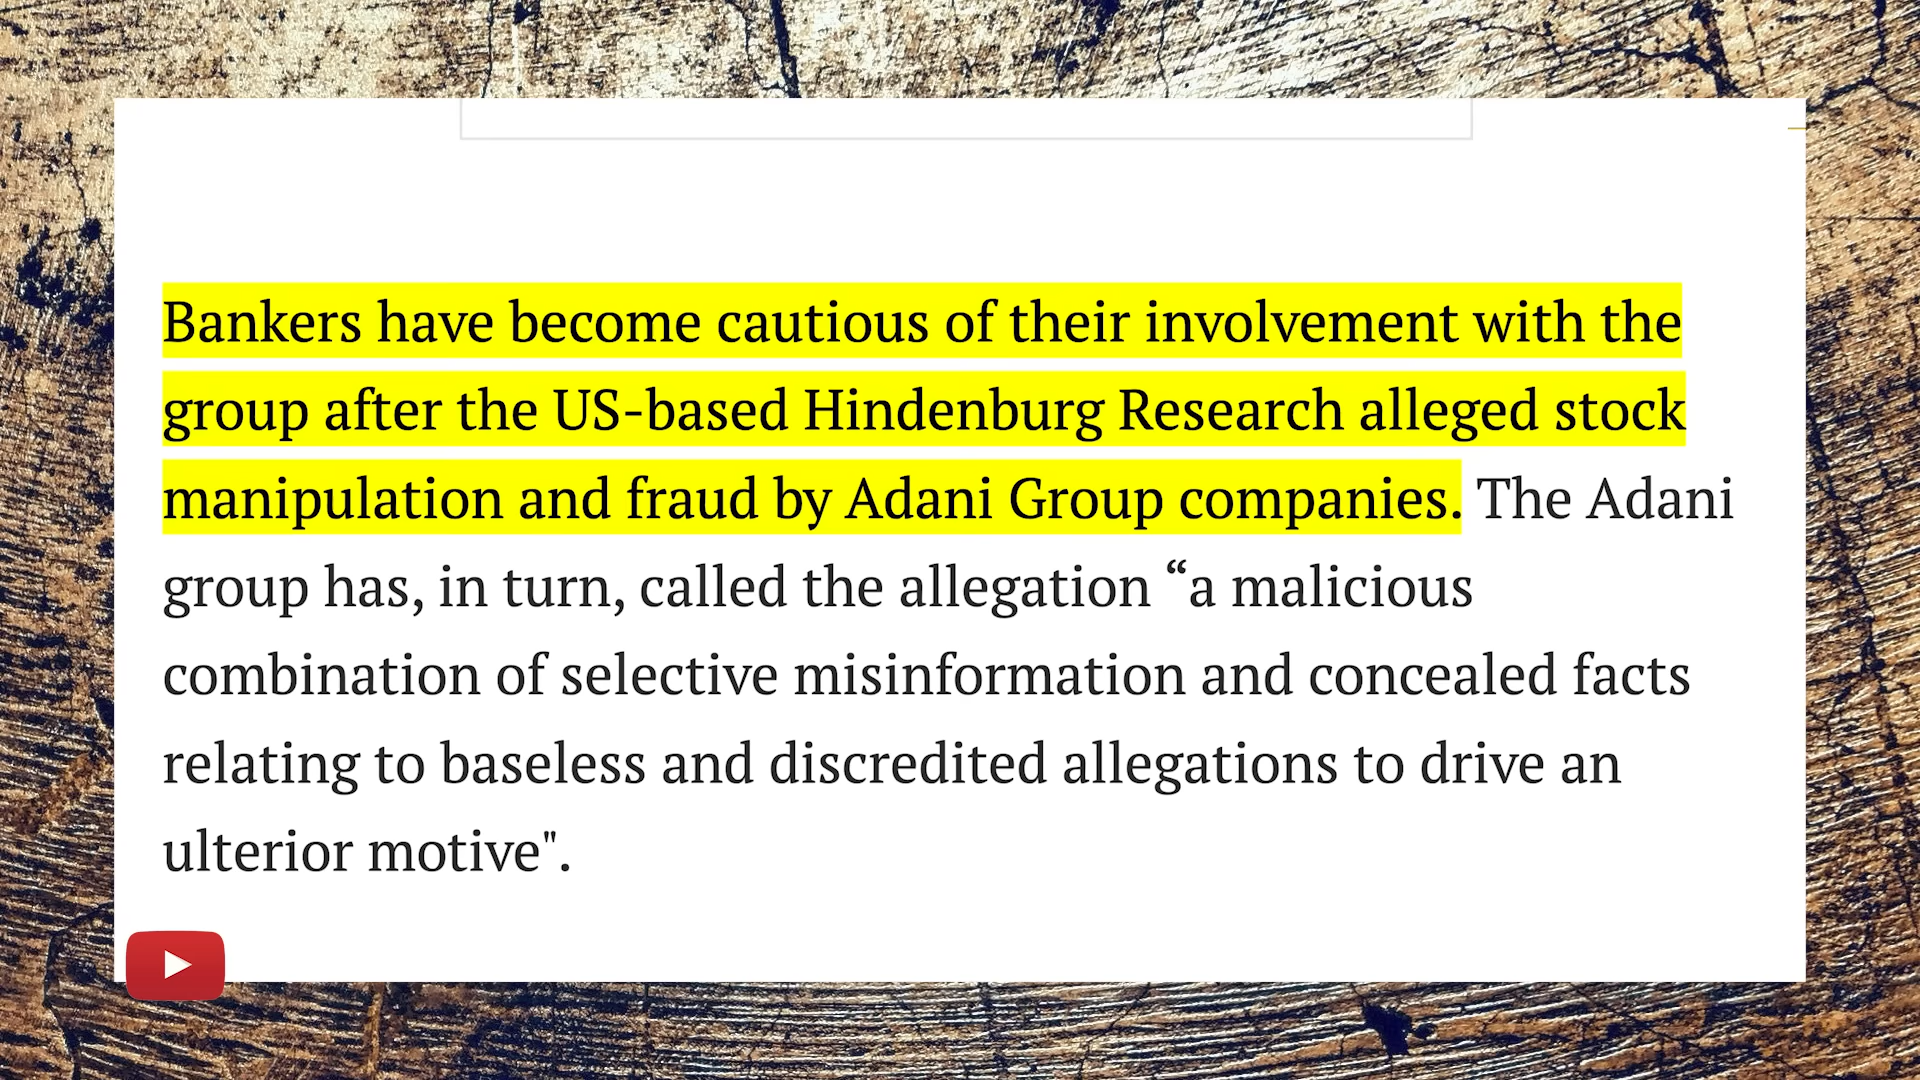 Bankers have become cautious of their involvement with the
group after the US-based Hindenburg Research alleged stock
manipulation and fraud by Adani Group companies. The Adani
group has, in turn, called the allegation “a malicious
combination of selective misinformation and concealed facts
relating to baseless and discredited allegations to drive an
ulterior motive".